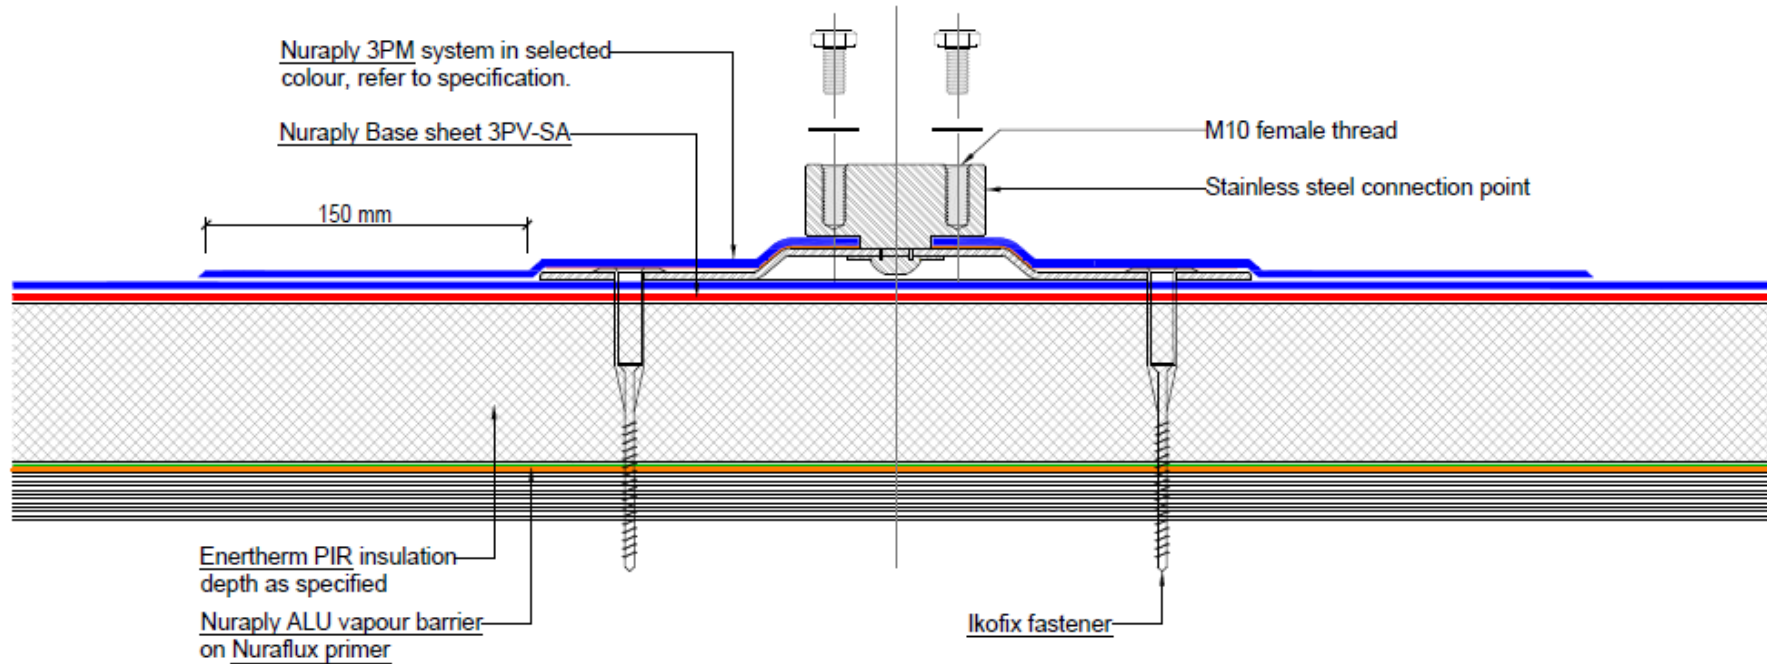 Nuraply 3PM system in selected
colour, refer to specification.
Nuraply Base sheet 3PV-SA
M10 female thread
Stainless steel connection point
150 mm
Enertherm PIR insulation
depth as specified
Nuraply ALU vapour barrier
on Nuraflux primer
Ikofix fastener